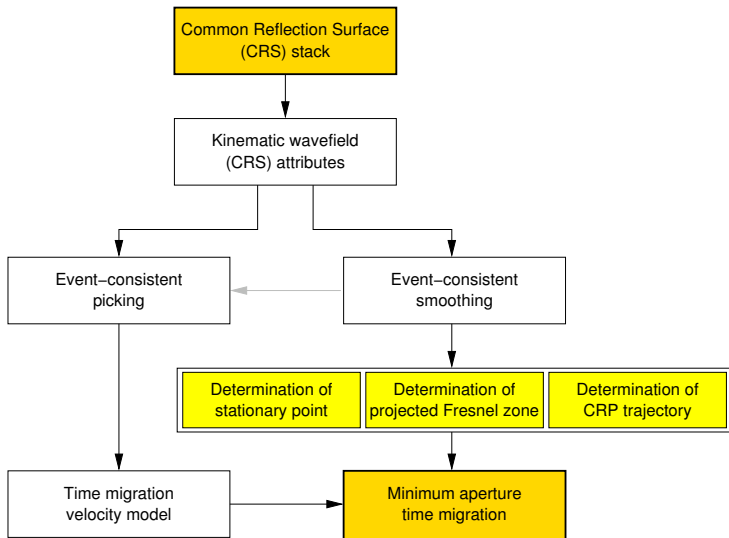 Common Reflection Surface
(CRS) stack
Kinematic wavefield
(CRS) attributes
Event−consistent
picking
Event−consistent
smoothing
Determination of
stationary point
Determination of
projected Fresnel zone
Determination of
CRP trajectory
Time migration
velocity model
Minimum aperture
time migration